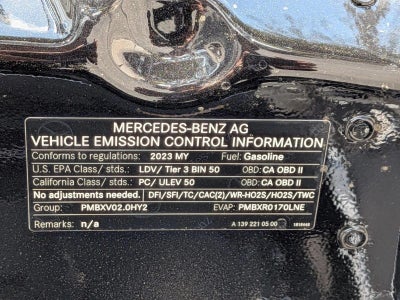 MERCEDES-BENZ AG
VEHICLE EMISSION CONTROL INFORMATION
Conforms to regulations: 2023 MY Fuel: Gasoline
U.S. EPA Class/ stds.: LDV/ Tier 3 BIN 50 OBD: CA OBD II
California Class/ stds.: PC/ ULEV 50 OBD: CA OBD II
No adjustments needed. DFI/SFI/TC/CAC(2)/WR-HO2S/HO2S/TWC
Group: PMBXV02.0HY2 EVAP: PMBXR0170LNE
Remarks: n/a A 139 221 05 00